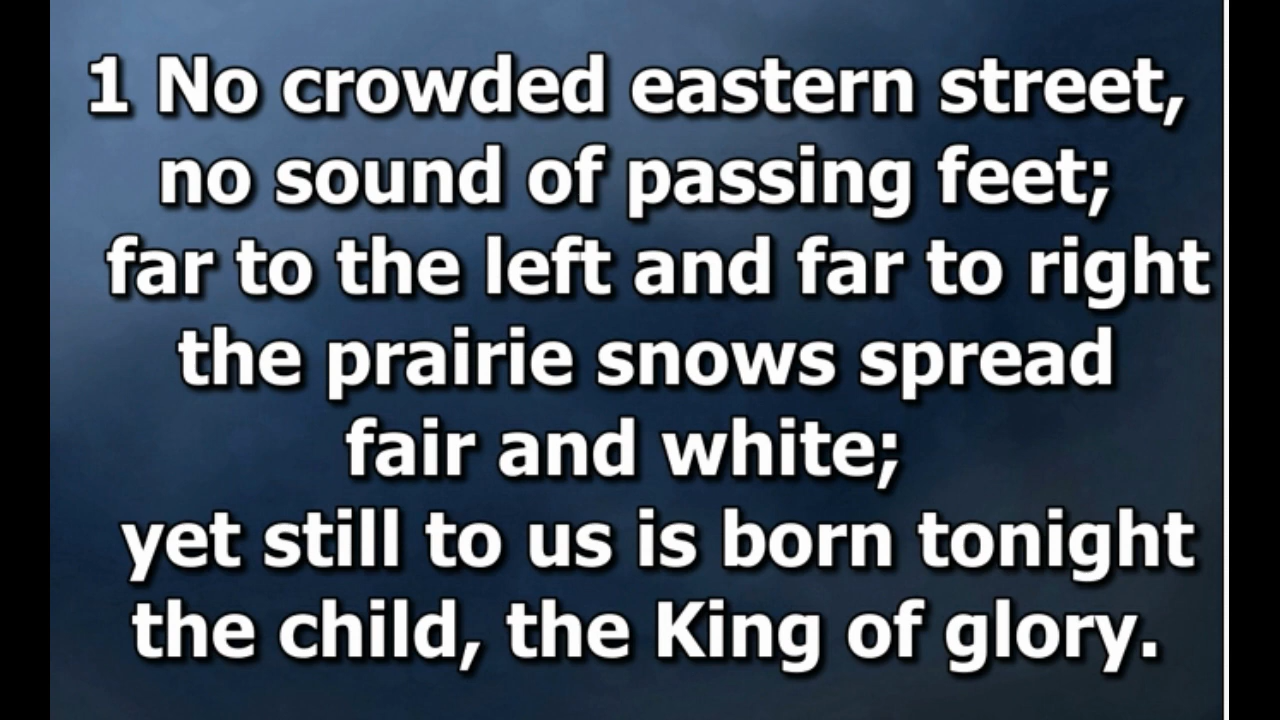 1 No crowded eastern street,
no sound of passing feet;
far to the left and far to right
the prairie snows spread
fair and white;
yet still to us is born tonight
the child, the King of glory.